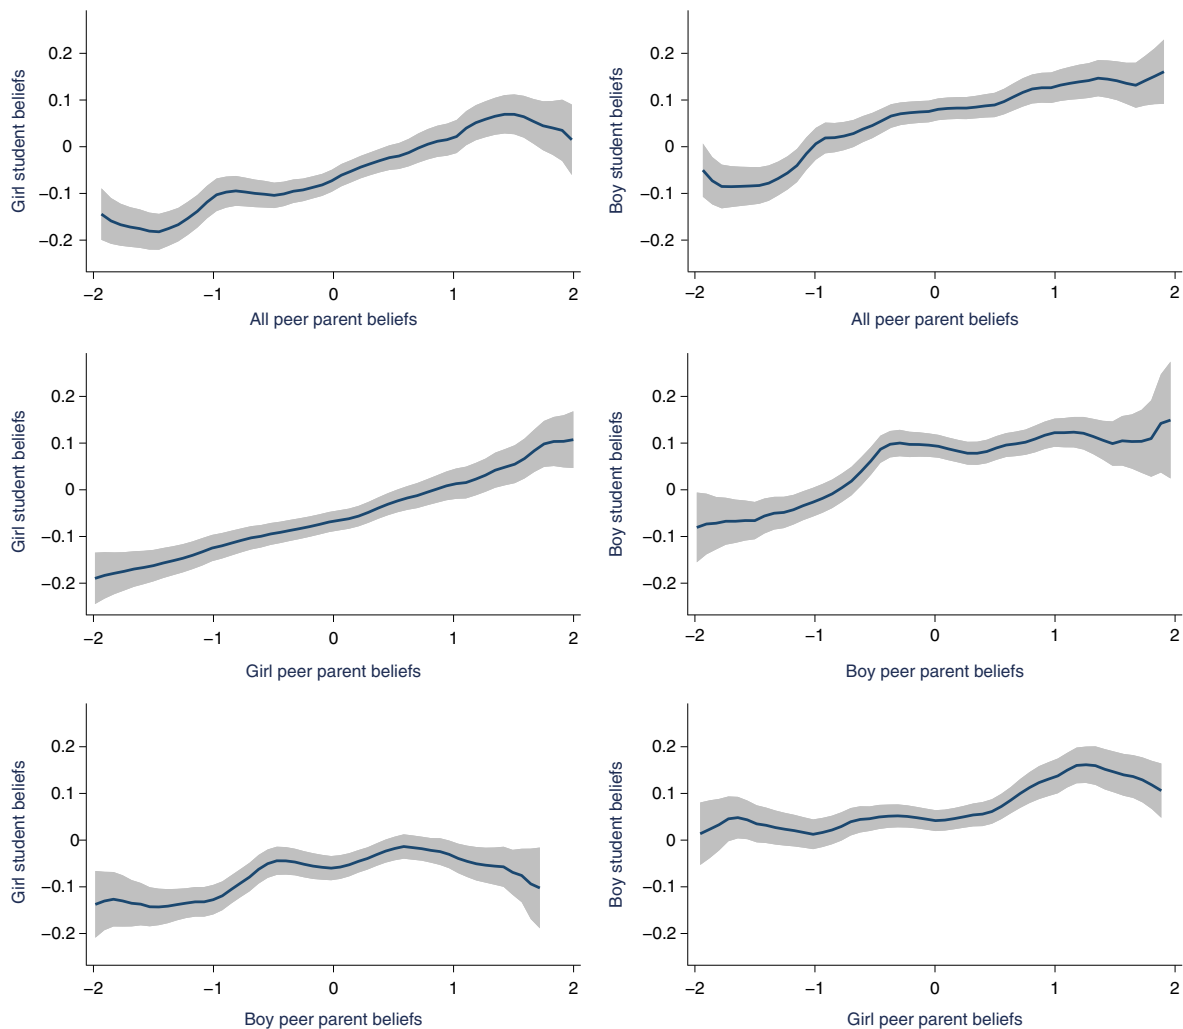 Girl student beliefs
0.2
0.1
0
−0.1
−0.2
−2 −1 0 1 2
All peer parent beliefs
Boy student beliefs
0.2
0.1
0
−0.1
−0.2
−2 −1 0 1 2
All peer parent beliefs
Girl student beliefs
0.2
0.1
0
−0.1
−0.2
−2 −1 0 1 2
Girl peer parent beliefs
Boy student beliefs
0.2
0.1
0
−0.1
−0.2
−2 −1 0 1 2
Boy peer parent beliefs
Girl student beliefs
0.2
0.1
0
−0.1
−0.2
−2 −1 0 1 2
Boy peer parent beliefs
Boy student beliefs
0.2
0.1
0
−0.1
−0.2
−2 −1 0 1 2
Girl peer parent beliefs